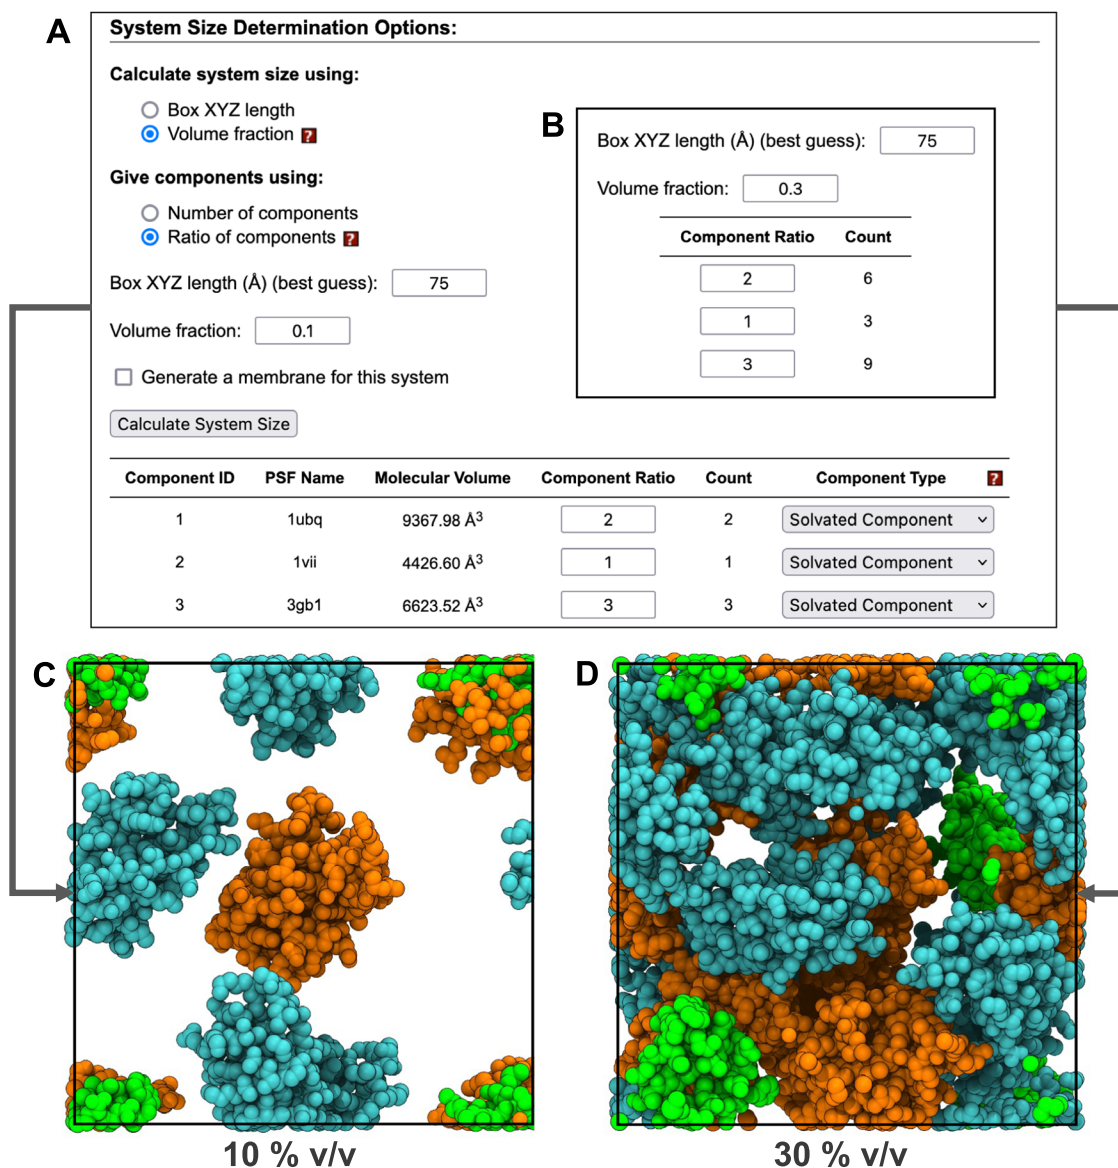 A
System Size Determination Options:
Calculate system size using:
Box XYZ length
Volume fraction ?
Give components using:
Number of components
Ratio of components ?
Box XYZ length (Å) (best guess): 75
Volume fraction: 0.1
Generate a membrane for this system
Calculate System Size
B
Box XYZ length (Å) (best guess): 75
Volume fraction: 0.3
Component Ratio Count
2 6
1 3
3 9
Component ID PSF Name Molecular Volume Component Ratio Count Component Type ?
1 1ubq 9367.98 Å³ 2 2 Solvated Component
2 1vii 4426.60 Å³ 1 1 Solvated Component
3 3gb1 6623.52 Å³ 3 3 Solvated Component
C
D
10 % v/v
30 % v/v